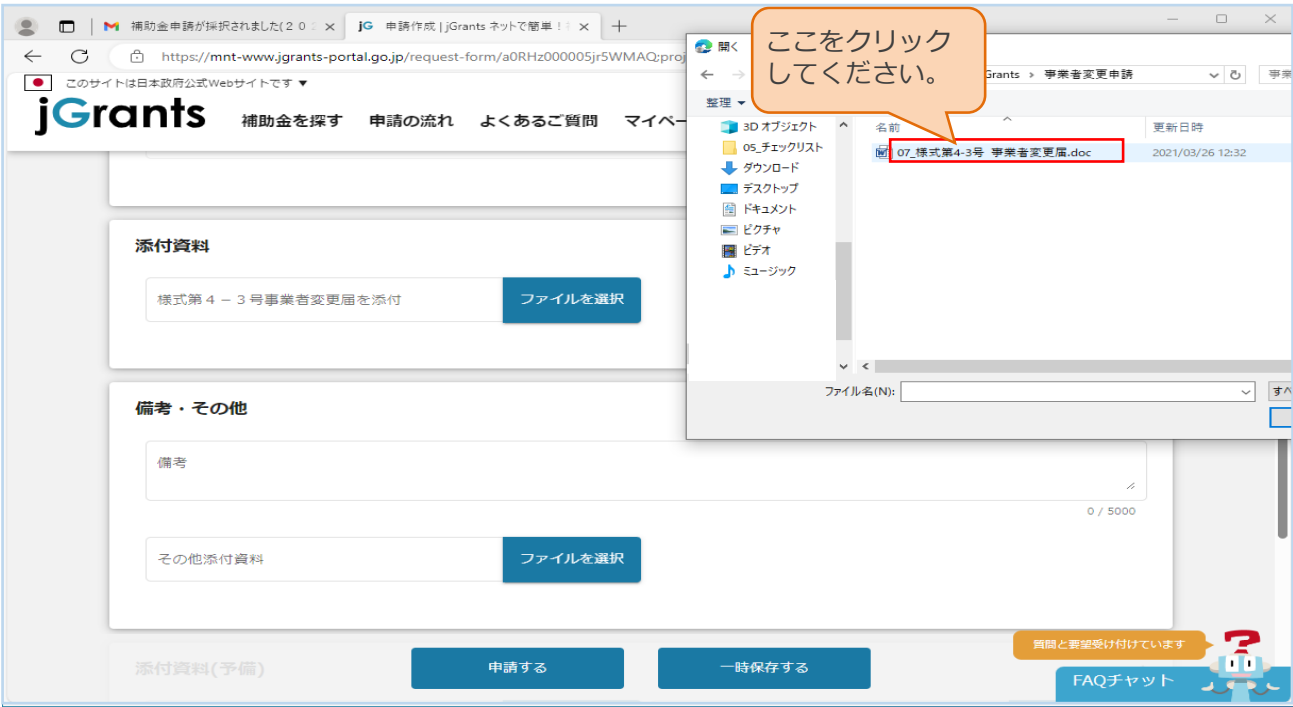 補助金申請が採択されました(２０
jG 申請作成 | jGrants ネットで簡単！
https://mnt-www.jgrants-portal.go.jp/request-form/a0RHz000005jr5WMAQ;proj
このサイトは日本政府公式Webサイトです ▼
jGrants
補助金を探す 申請の流れ よくあるご質問 マイペー
添付資料
様式第４－３号事業者変更届を添付
ファイルを選択
備考・その他
備考
0 / 5000
その他添付資料
ファイルを選択
添付資料(予備)
申請する
一時保存する
質問と要望受け付けています
FAQチャット
ここをクリック
してください。
開く
Grants › 事業者変更申請
事業
整理 ▼
3D オブジェクト
05_チェックリスト
ダウンロード
デスクトップ
ドキュメント
ピクチャ
ビデオ
ミュージック
名前 更新日時
07_様式第4-3号 事業者変更届.doc 2021/03/26 12:32
ファイル名(N):
すべ